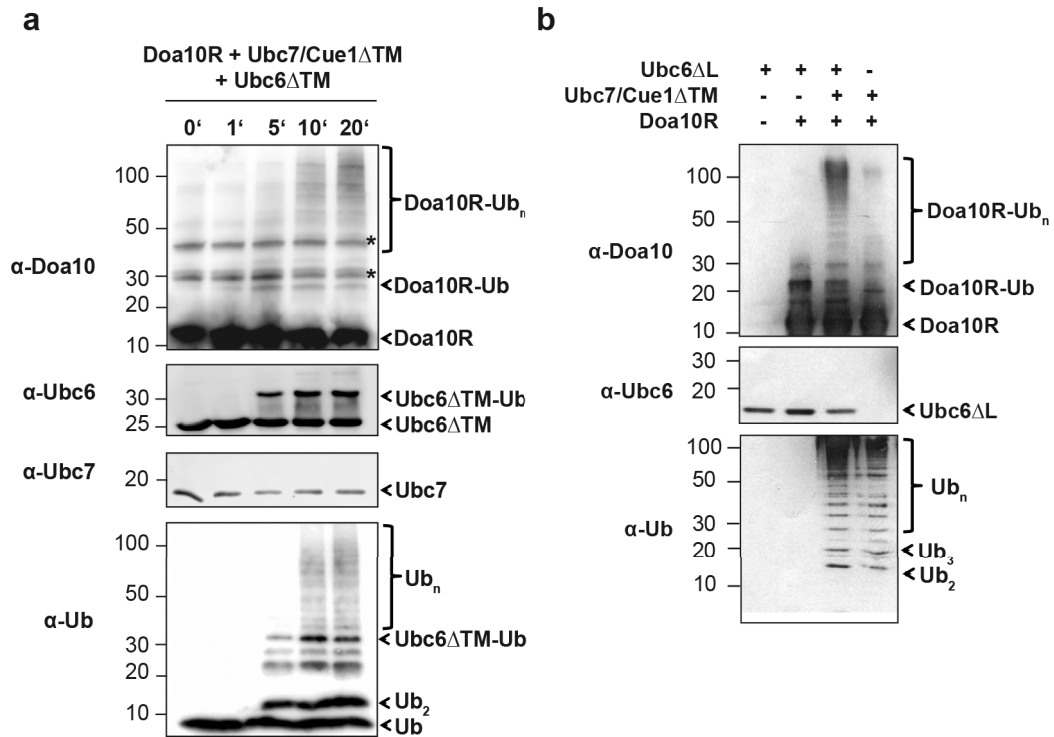 a
Doa10R + Ubc7/Cue1ΔTM
+ Ubc6ΔTM
0‘ 1‘ 5‘ 10‘ 20‘
α-Doa10
100
50
30
20
10
Doa10R-Ubn
*
*
Doa10R-Ub
Doa10R
α-Ubc6
30
25
Ubc6ΔTM-Ub
Ubc6ΔTM
α-Ubc7
20
Ubc7
α-Ub
100
50
30
20
10
Ubn
Ubc6ΔTM-Ub
Ub2
Ub
b
Ubc6ΔL + + + -
Ubc7/Cue1ΔTM - - + +
Doa10R - + + +
α-Doa10
100
50
30
20
10
Doa10R-Ubn
Doa10R-Ub
Doa10R
α-Ubc6
30
20
Ubc6ΔL
α-Ub
100
50
30
20
10
Ubn
Ub3
Ub2